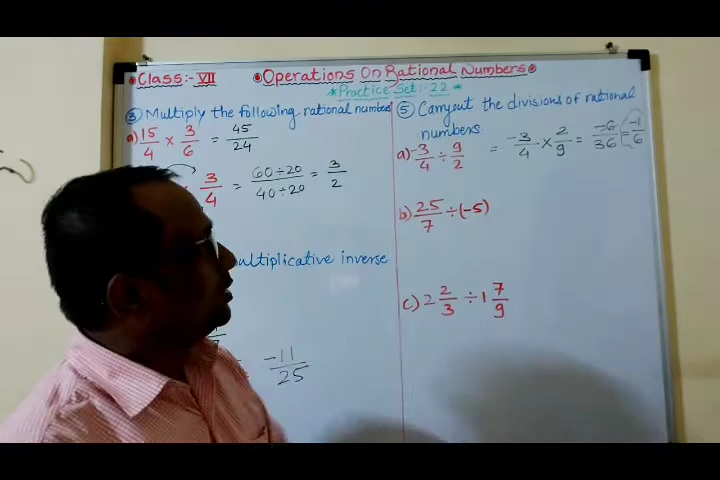 Class:- VII
Operations On Rational Numbers
*Practice Set:- 22*
③ Multiply the following rational numbers
a) 15/4 × 3/6 = 45/24
× 3/4 = 60÷20/40÷20 = 3/2
ultiplicative inverse
-11/25
⑤ Carryout the divisions of rational
numbers.
a) -3/4 ÷ 9/2 = -3/4 × 2/9 = -6/36 = -1/6
b) 25/7 ÷ (-5)
c) 2 2/3 ÷ 1 7/9